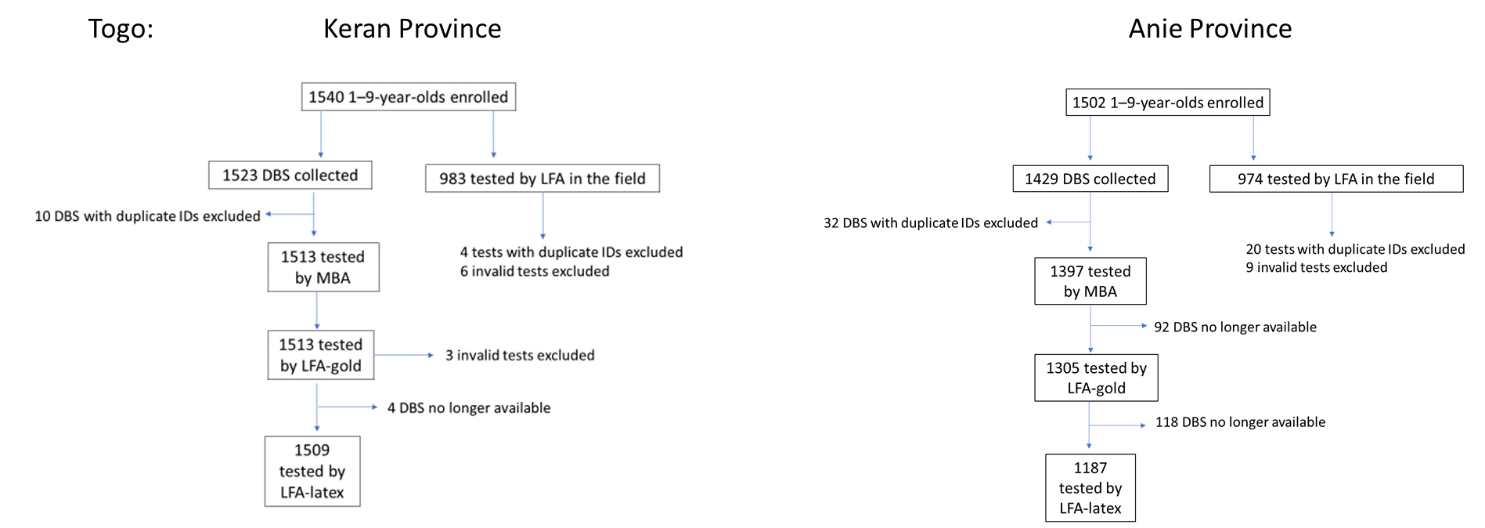 Togo:
Keran Province
1540 1–9-year-olds enrolled
1523 DBS collected
983 tested by LFA in the field
10 DBS with duplicate IDs excluded
4 tests with duplicate IDs excluded
6 invalid tests excluded
1513 tested
by MBA
1513 tested
by LFA-gold
3 invalid tests excluded
4 DBS no longer available
1509
tested by
LFA-latex
Anie Province
1502 1–9-year-olds enrolled
1429 DBS collected
974 tested by LFA in the field
32 DBS with duplicate IDs excluded
20 tests with duplicate IDs excluded
9 invalid tests excluded
1397 tested
by MBA
92 DBS no longer available
1305 tested by
LFA-gold
118 DBS no longer available
1187
tested by
LFA-latex